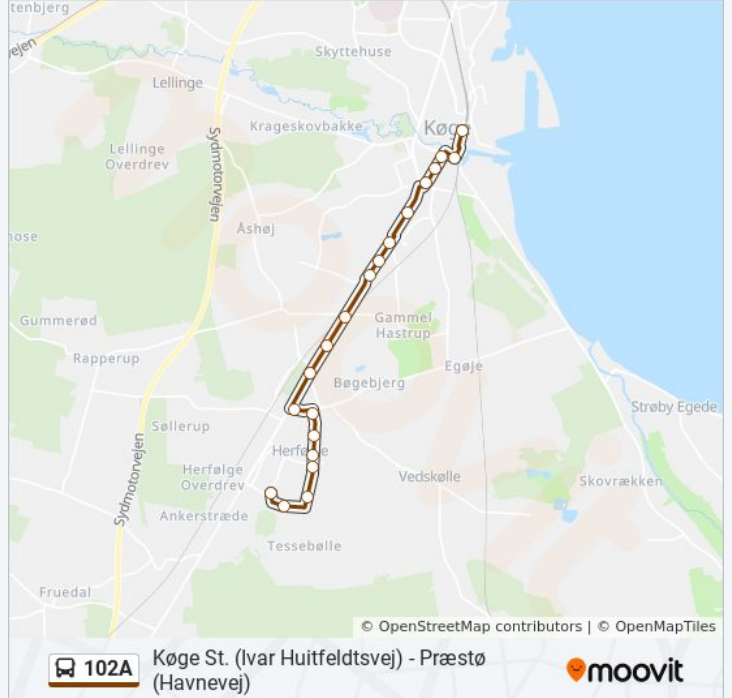 tenbjerg
vejen
Skyttehuse
Lellinge
Krageskovbakke
Køge
Lellinge
Overdrev
Sydmotorvejen
Åshøj
nose
Gummerød
Gammel
Hastrup
Rapperup
Egøje
Bøgebjerg
Strøby Egede
Søllerup
Herfølge
Herfølge
Overdrev
Vedskølle
Skovrækken
Sydmotorvejen
Ankerstræde
Tessebølle
Fruedal
© OpenStreetMap contributors | © OpenMapTiles
102A
Køge St. (Ivar Huitfeldtsvej) - Præstø
(Havnevej)
moovit